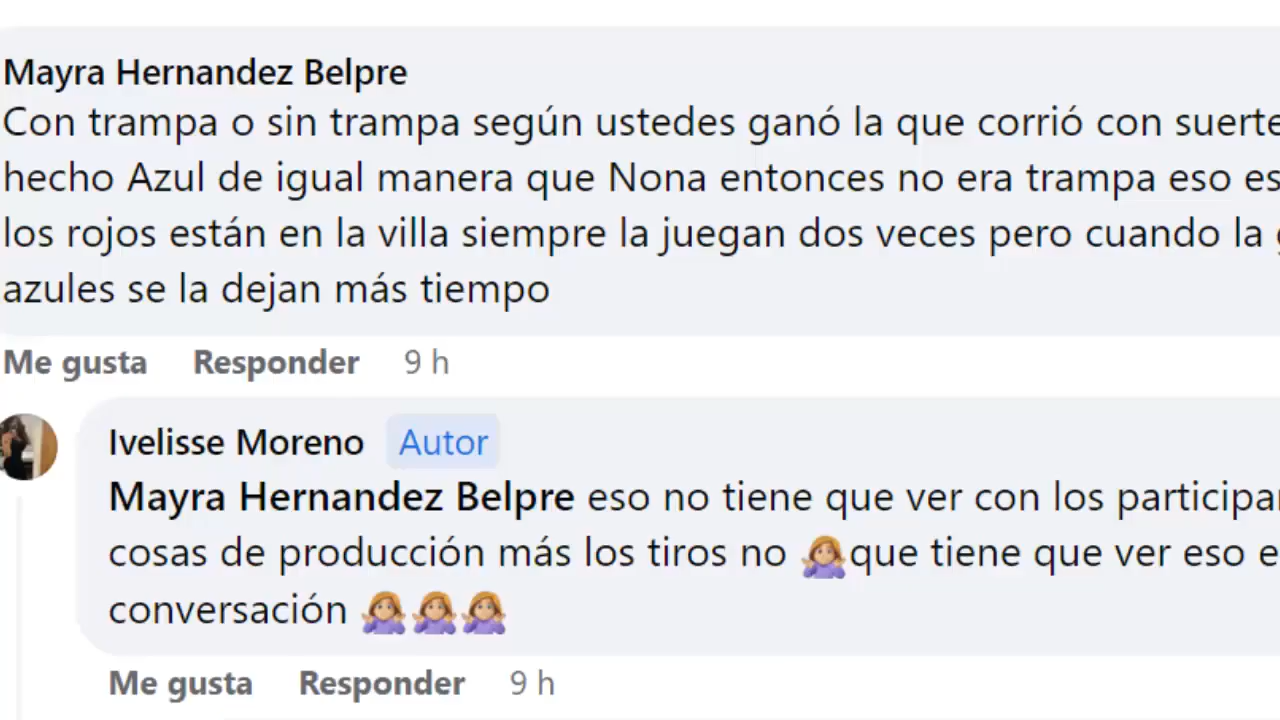 Mayra Hernandez Belpre
Con trampa o sin trampa según ustedes ganó la que corrió con suerte
hecho Azul de igual manera que Nona entonces no era trampa eso es
los rojos están en la villa siempre la juegan dos veces pero cuando la
azules se la dejan más tiempo
Me gusta Responder 9 h
Ivelisse Moreno Autor
Mayra Hernandez Belpre eso no tiene que ver con los
cosas de producción más los tiros no 🤷🏼‍♀️que tiene que ver eso
conversación 🤷🏼‍♀️🤷🏼‍♀️🤷🏼‍♀️
Me gusta Responder 9 h